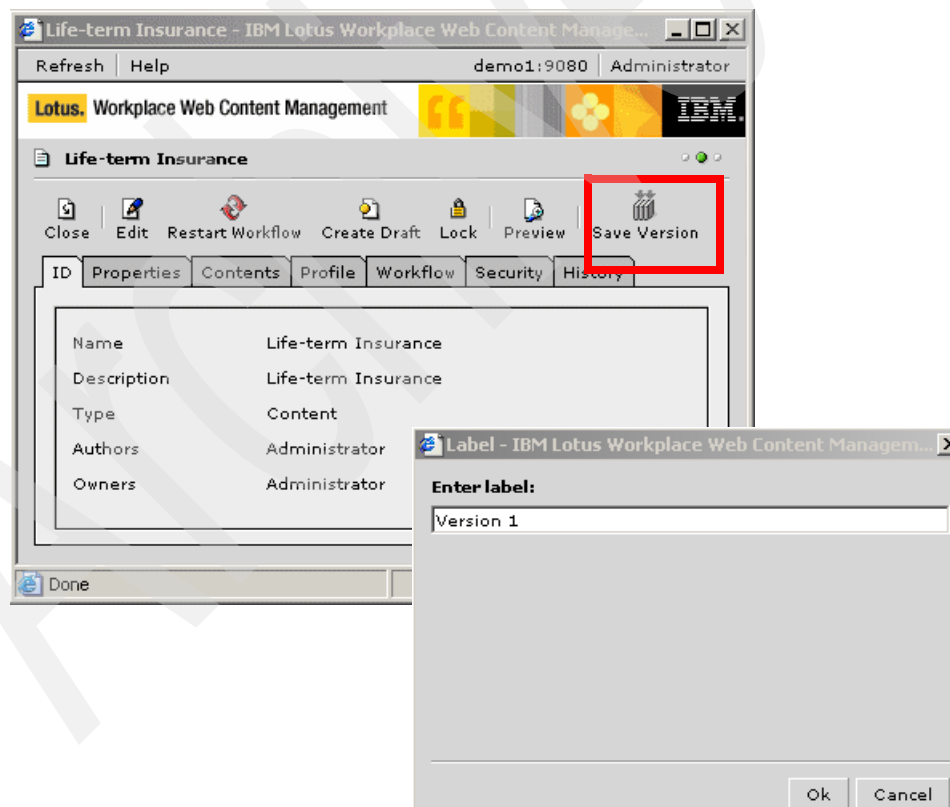 Life-term Insurance - IBM Lotus Workplace Web Content Manage...
Refresh Help demo1:9080 Administrator
Lotus. Workplace Web Content Management IBM.
Life-term Insurance
Close Edit Restart Workflow Create Draft Lock Preview Save Version
ID Properties Contents Profile Workflow Security History
Name Life-term Insurance
Description Life-term Insurance
Type Content
Authors Administrator
Owners Administrator
Done
Label - IBM Lotus Workplace Web Content Managem...
Enter label:
Version 1
Ok Cancel